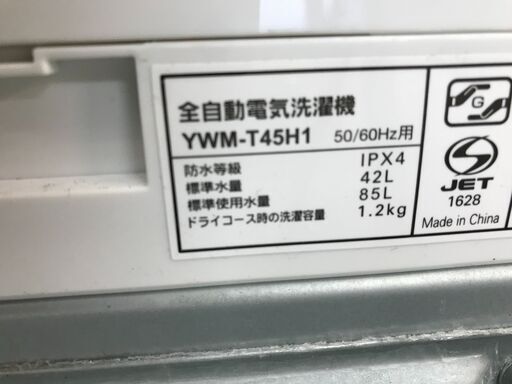 全自動電気洗濯機
YWM-T45H1 50/60Hz用
防水等級 IPX4
標準水量 42L
標準使用水量 85L
ドライコース時の洗濯容量 1.2kg
G
S
JET
1628
Made in China